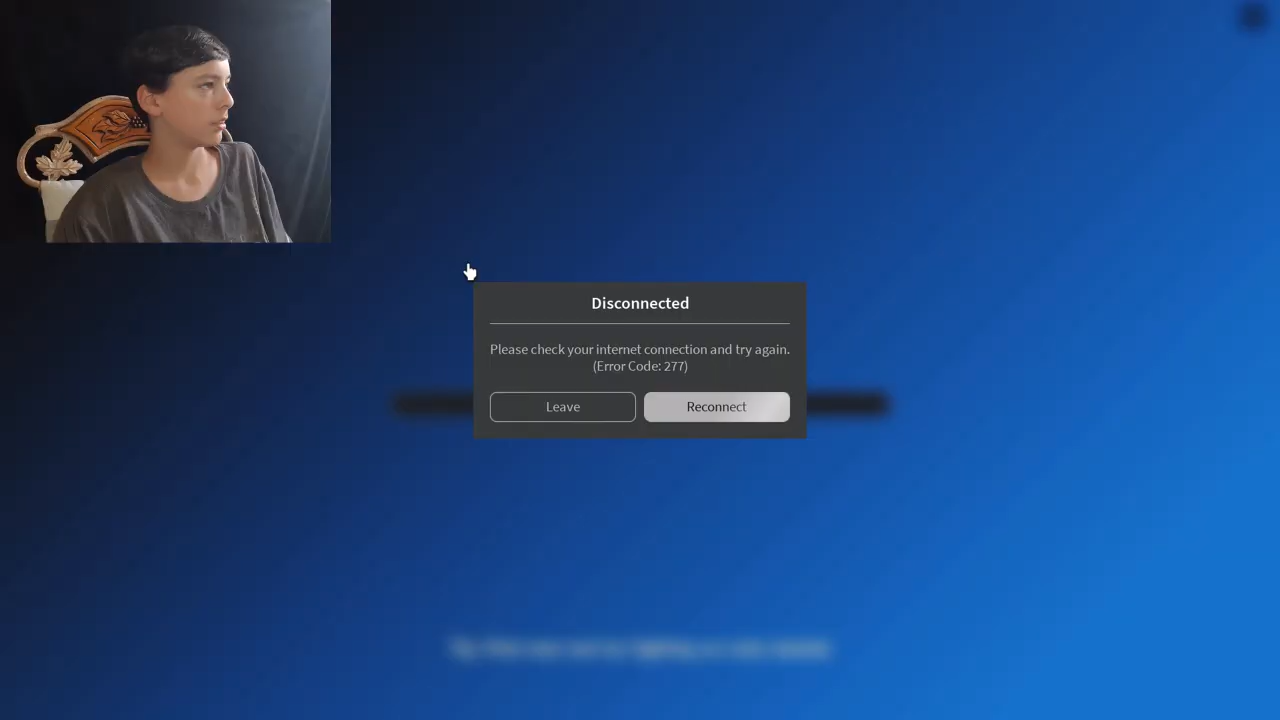 Disconnected
Please check your internet connection and try again.
(Error Code: 277)
Leave
Reconnect